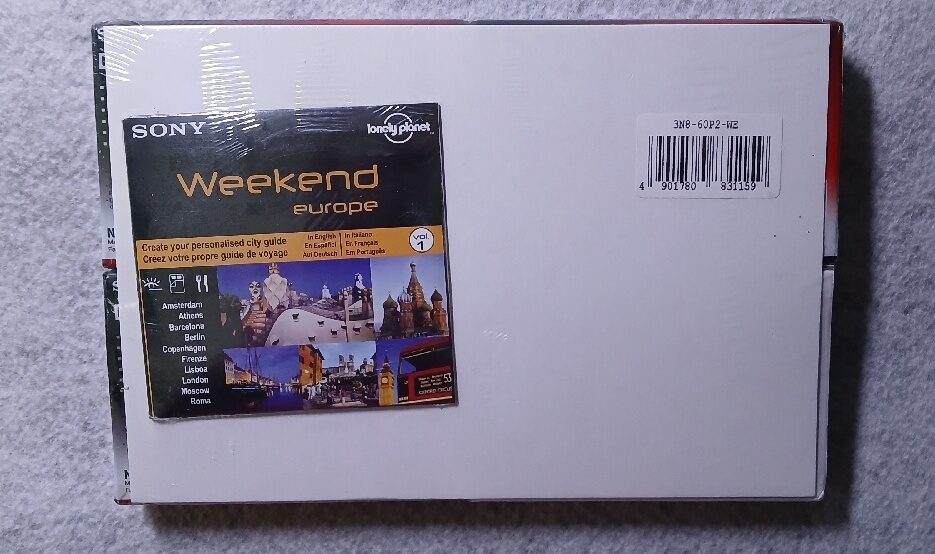 SONY
lonely planet
Weekend
europe
Create your personalised city guide
Créez votre propre guide de voyage
In English
En Español
Auf Deutsch
In Italiano
En Français
Em Português
vol.
1
Amsterdam
Athens
Barcelona
Berlin
Copenhagen
Firenze
Lisboa
London
Moscow
Roma
53
3N8-60P2-WE
4 901780 831159